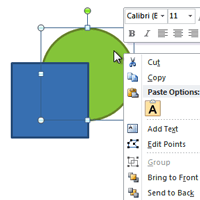 Calibri (E 11
B I
Cut
Copy
Paste Options:
A
Add Text
Edit Points
Group
Bring to Front
Send to Back